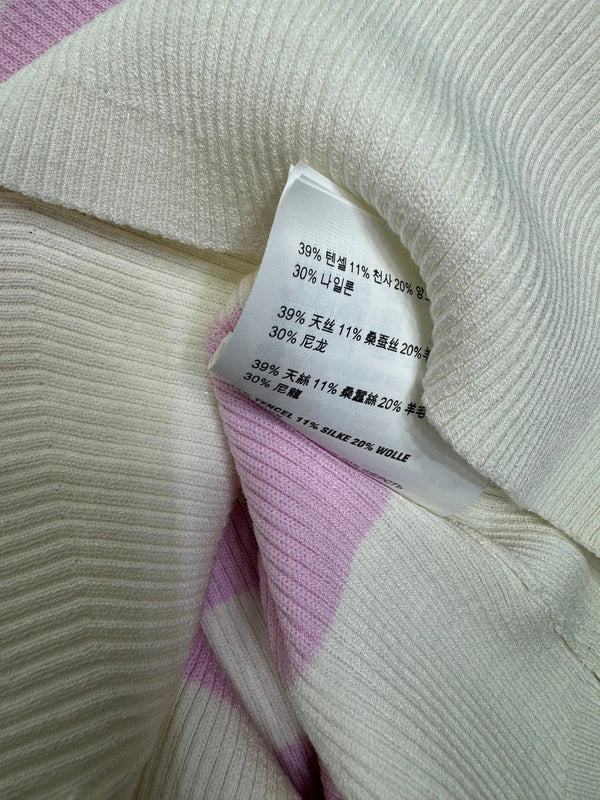 39% 텐셀 11% 천사 20% 양
30% 나일론
39% 天丝 11% 桑蚕丝 20% 羊
30% 尼龙
39% 天絲 11% 桑蠶絲 20% 羊毛
30% 尼龍
TENCEL 11% SILKE 20% WOLLE